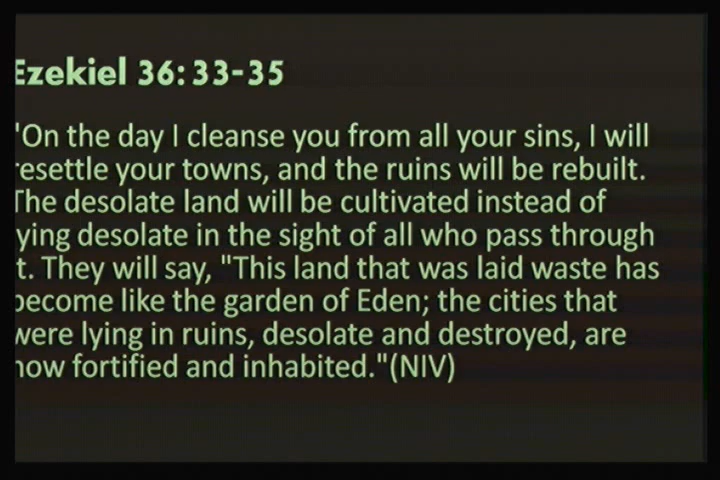 Ezekiel 36:33-35
"On the day I cleanse you from all your sins, I will
resettle your towns, and the ruins will be rebuilt.
The desolate land will be cultivated instead of
ying desolate in the sight of all who pass through
t. They will say, "This land that was laid waste has
become like the garden of Eden; the cities that
were lying in ruins, desolate and destroyed, are
now fortified and inhabited."(NIV)